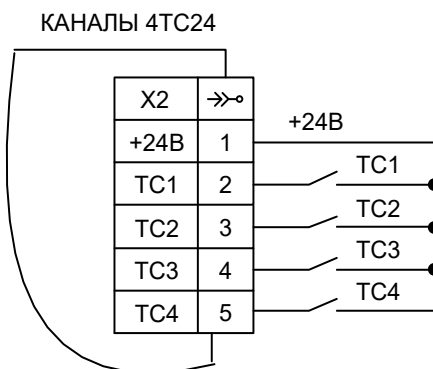 КАНАЛЫ 4ТС24
X2
+24В 1
ТС1 2
ТС2 3
ТС3 4
ТС4 5
+24В
ТС1
ТС2
ТС3
ТС4